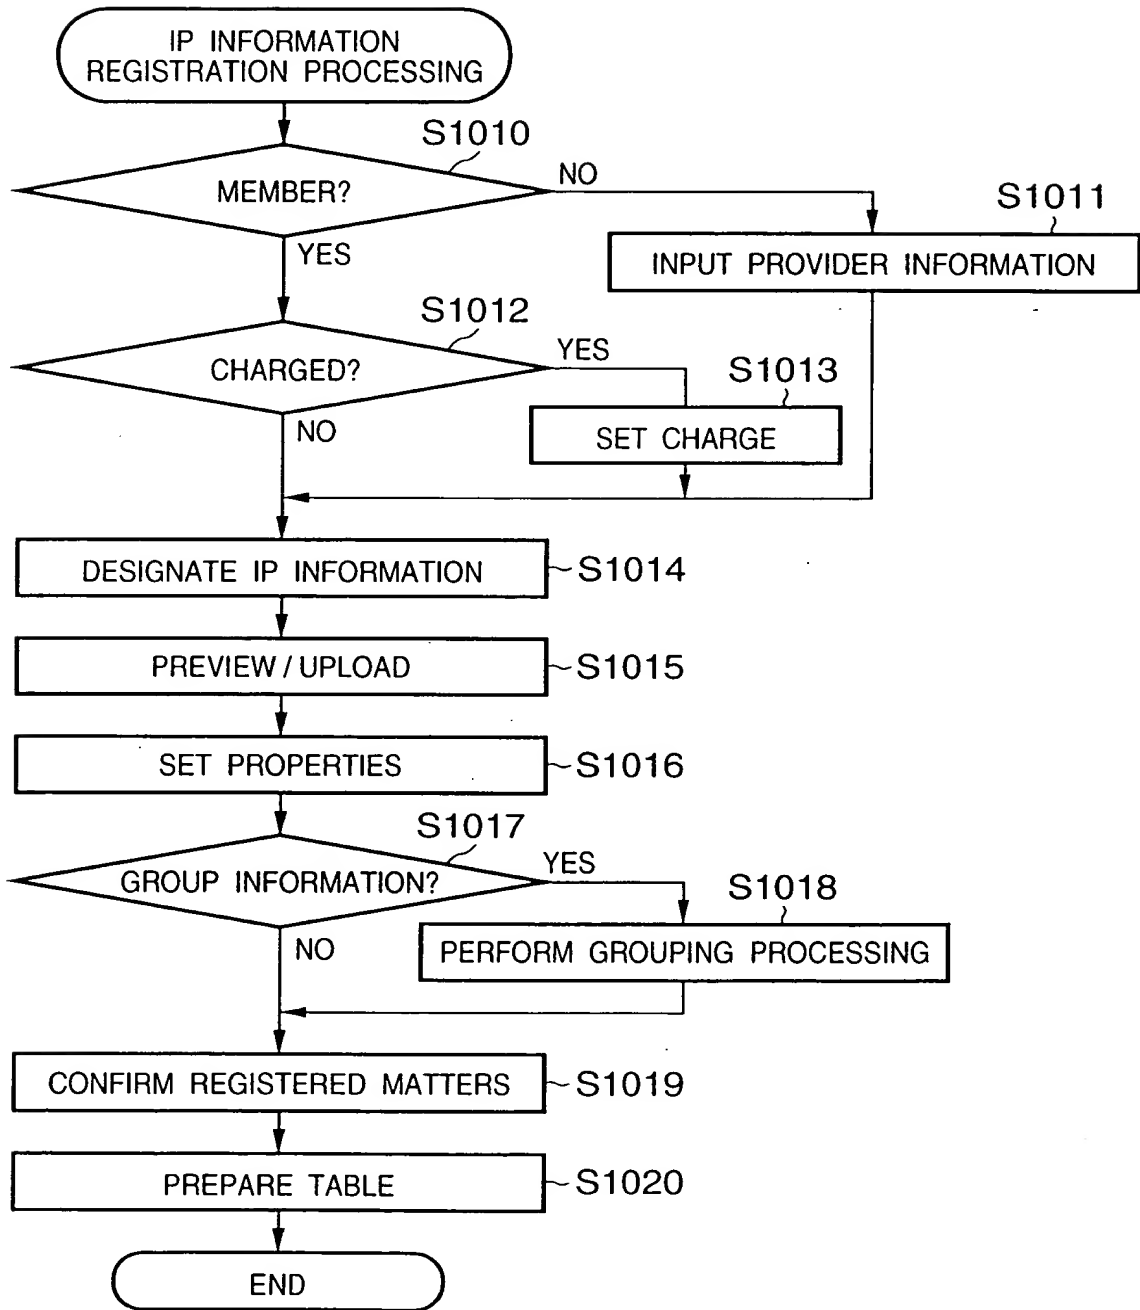 IP INFORMATION
REGISTRATION PROCESSING
S1010
MEMBER?
NO
YES
S1011
INPUT PROVIDER INFORMATION
S1012
CHARGED?
YES
NO
S1013
SET CHARGE
DESIGNATE IP INFORMATION
S1014
PREVIEW / UPLOAD
S1015
SET PROPERTIES
S1016
S1017
GROUP INFORMATION?
YES
NO
S1018
PERFORM GROUPING PROCESSING
CONFIRM REGISTERED MATTERS
S1019
PREPARE TABLE
S1020
END